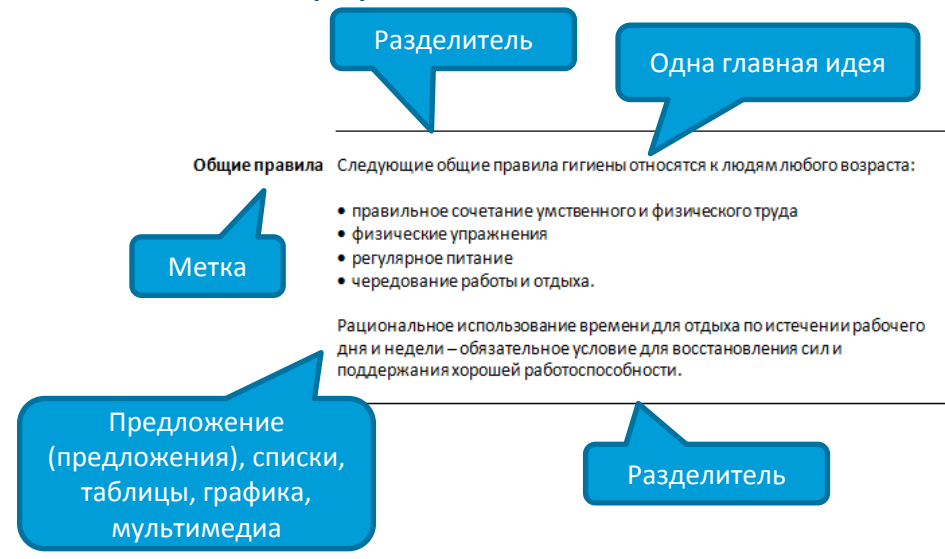 Разделитель
Одна главная идея
Общие правила Следующие общие правила гигиены относятся к людям любого возраста:
• правильное сочетание умственного и физического труда
• физические упражнения
• регулярное питание
• чередование работы и отдыха.
Метка
Рациональное использование времени для отдыха по истечении рабочего
дня и недели – обязательное условие для восстановления сил и
поддержания хорошей работоспособности.
Предложение
(предложения), списки,
таблицы, графика,
мультимедиа
Разделитель